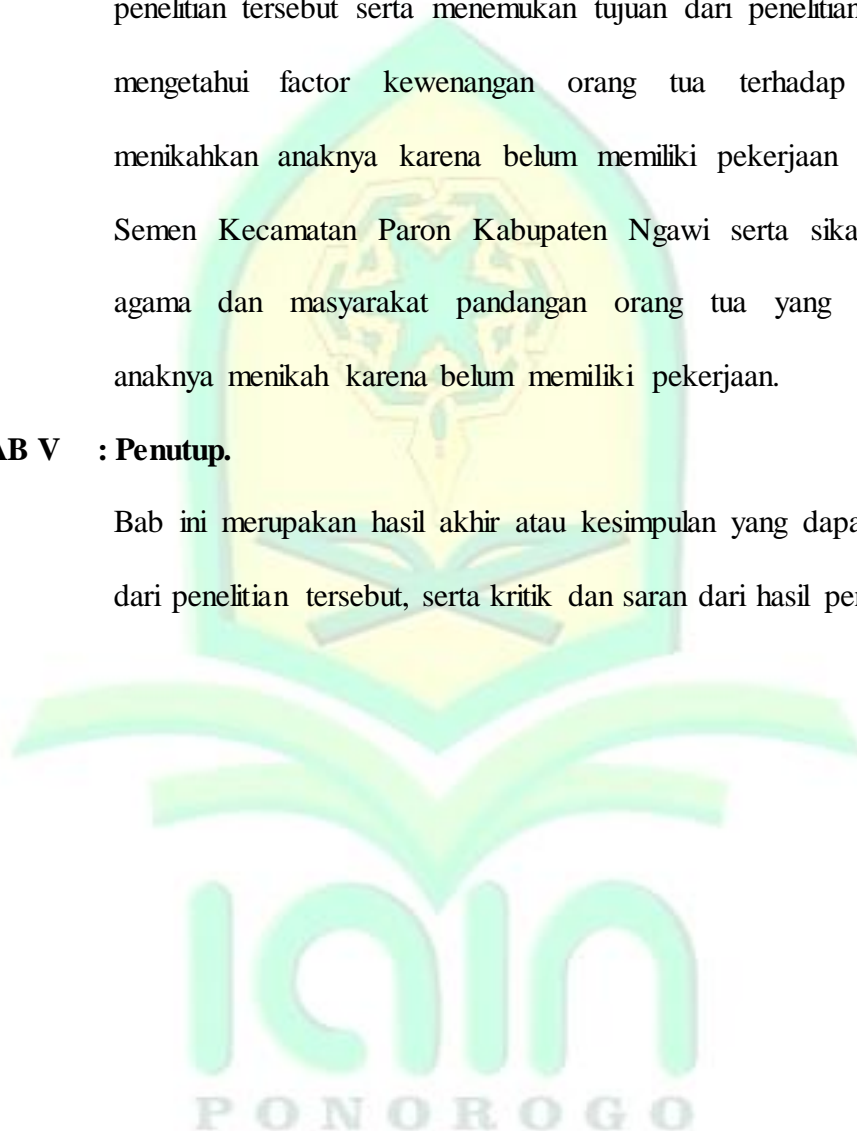 penelitian tersebut serta menemukan tujuan dari penelitian
mengetahui factor kewenangan orang tua terhadap
menikahkan anaknya karena belum memiliki pekerjaan
Semen Kecamatan Paron Kabupaten Ngawi serta sika
agama dan masyarakat pandangan orang tua yang
anaknya menikah karena belum memiliki pekerjaan.
AB V : Penutup.
Bab ini merupakan hasil akhir atau kesimpulan yang dapa
dari penelitian tersebut, serta kritik dan saran dari hasil pe
iain
PONOROGO